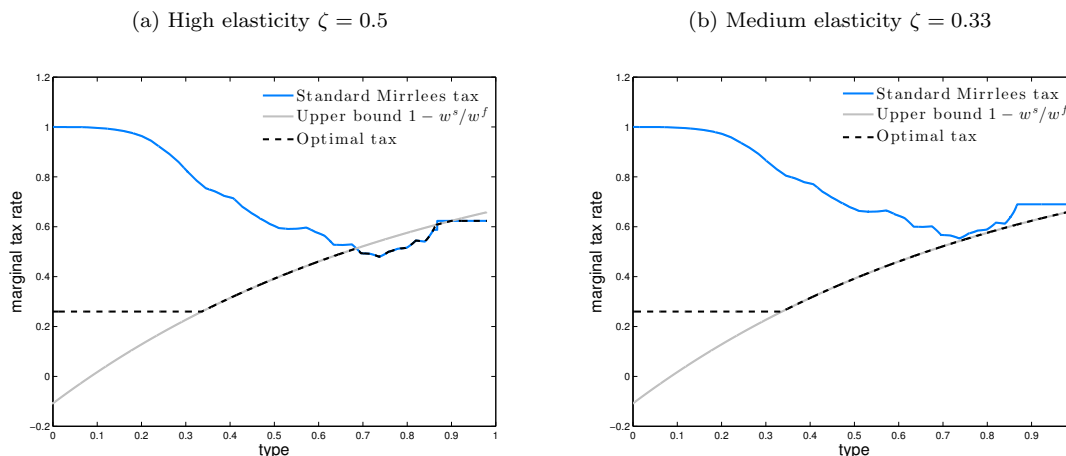 (a) High elasticity ζ = 0.5
marginal tax rate
1.2
1
0.8
0.6
0.4
0.2
0
-0.2
Standard Mirrlees tax
Upper bound 1 − wˢ/wᶠ
Optimal tax
0 0.1 0.2 0.3 0.4 0.5 0.6 0.7 0.8 0.9 1
type
(b) Medium elasticity ζ = 0.33
marginal tax rate
1.2
1
0.8
0.6
0.4
0.2
0
-0.2
Standard Mirrlees tax
Upper bound 1 − wˢ/wᶠ
Optimal tax
0 0.1 0.2 0.3 0.4 0.5 0.6 0.7 0.8 0.9
type